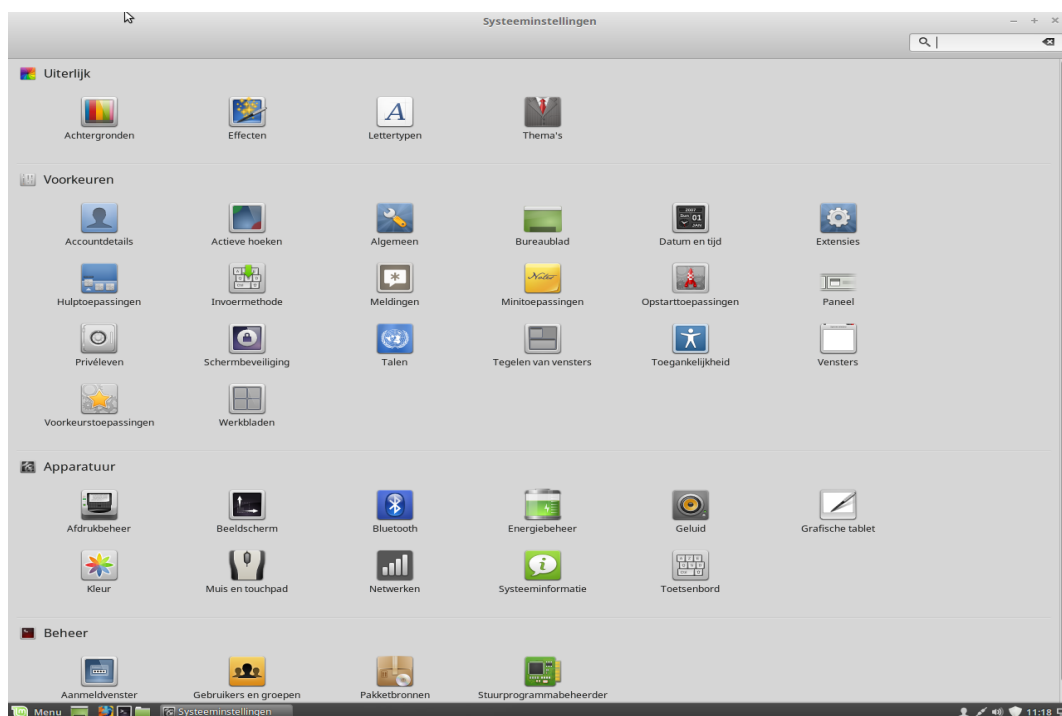 Systeeminstellingen
Uiterlijk
Achtergronden Effecten Lettertypen Thema's
Voorkeuren
Accountdetails Actieve hoeken Algemeen Bureaublad Datum en tijd Extensies
Hulptoepassingen Invoermethode Meldingen Minitoepassingen Opstarttoepassingen Paneel
Privéleven Schermbeveiliging Talen Tegelen van vensters Toegankelijkheid Vensters
Voorkeurstoepassingen Werkbladen
Apparatuur
Afdrukbeheer Beeldscherm Bluetooth Energiebeheer Geluid Grafische tablet
Kleur Muis en touchpad Netwerken Systeeminformatie Toetsenbord
Beheer
Aanmeldvenster Gebruikers en groepen Pakketbronnen Stuurprogrammabeheerder
Menu Systeeminstellingen 11:18